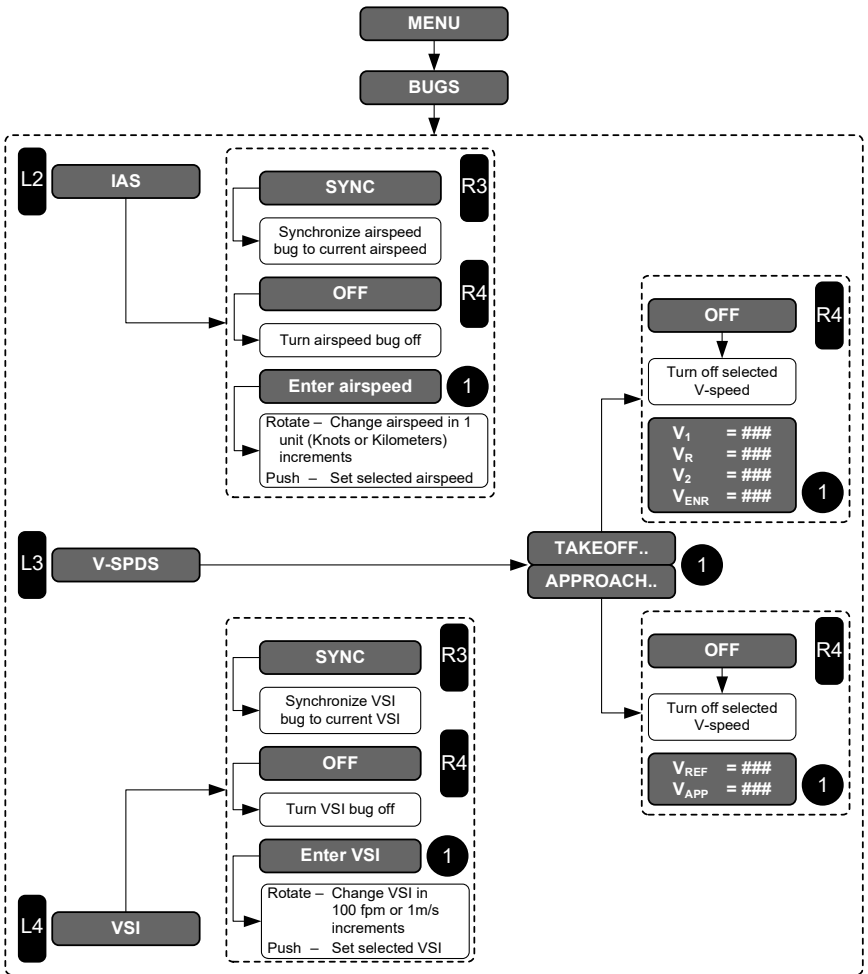 MENU
BUGS
L2
IAS
SYNC
R3
Synchronize airspeed
bug to current airspeed
OFF
R4
Turn airspeed bug off
Enter airspeed
1
Rotate – Change airspeed in 1
unit (Knots or Kilometers)
increments
Push – Set selected airspeed
L3
V-SPDS
TAKEOFF..
APPROACH..
1
OFF
R4
Turn off selected
V-speed
V1 = ###
VR = ###
V2 = ###
VENR = ###
1
OFF
R4
Turn off selected
V-speed
VREF = ###
VAPP = ###
1
L4
VSI
SYNC
R3
Synchronize VSI
bug to current VSI
OFF
R4
Turn VSI bug off
Enter VSI
1
Rotate – Change VSI in
100 fpm or 1m/s
increments
Push – Set selected VSI